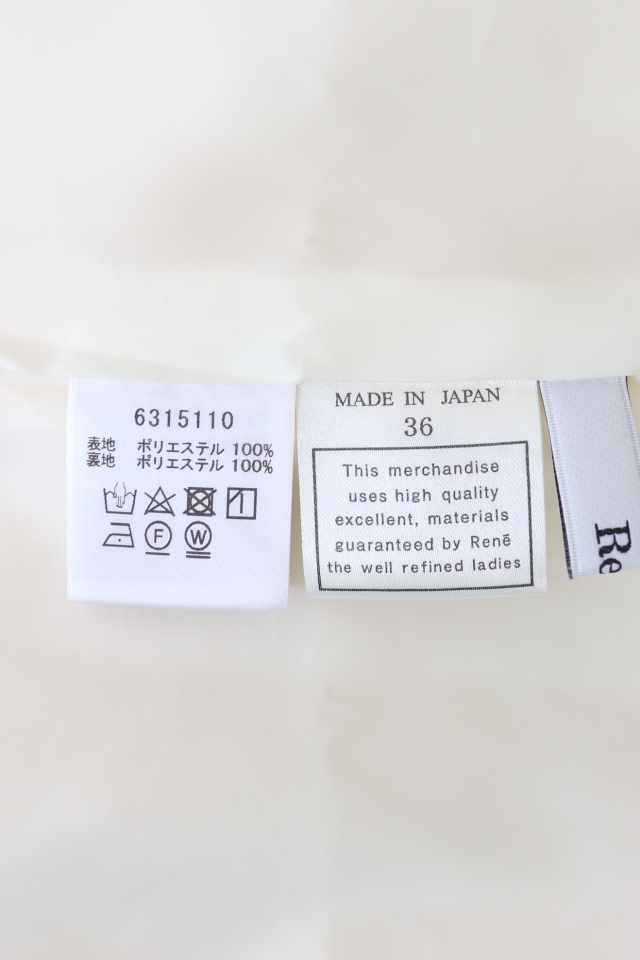 6315110
表地 ポリエステル 100%
裏地 ポリエステル 100%
F W
MADE IN JAPAN
36
This merchandise
uses high quality
excellent, materials
guaranteed by Renē
the well refined ladies
Re